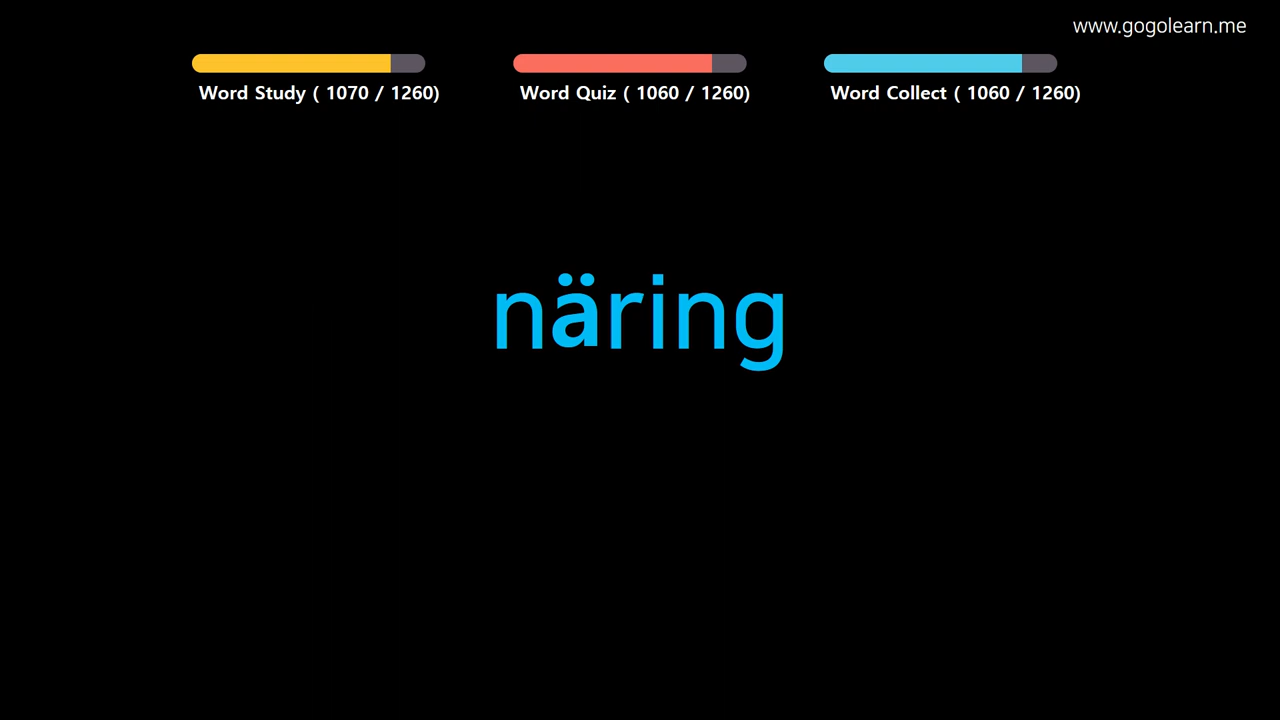 www.gogolearn.me
Word Study ( 1070 / 1260)
Word Quiz ( 1060 / 1260)
Word Collect ( 1060 / 1260)
näring